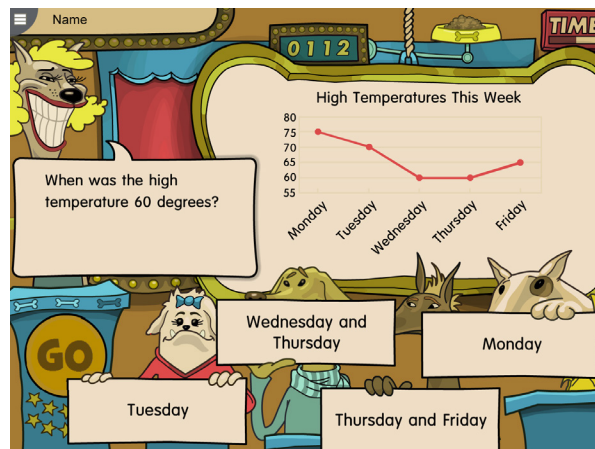 Name
0112
TIME
High Temperatures This Week
80
75
70
65
60
55
Monday
Tuesday
Wednesday
Thursday
Friday
When was the high
temperature 60 degrees?
GO
Wednesday and
Thursday
Monday
Tuesday
Thursday and Friday